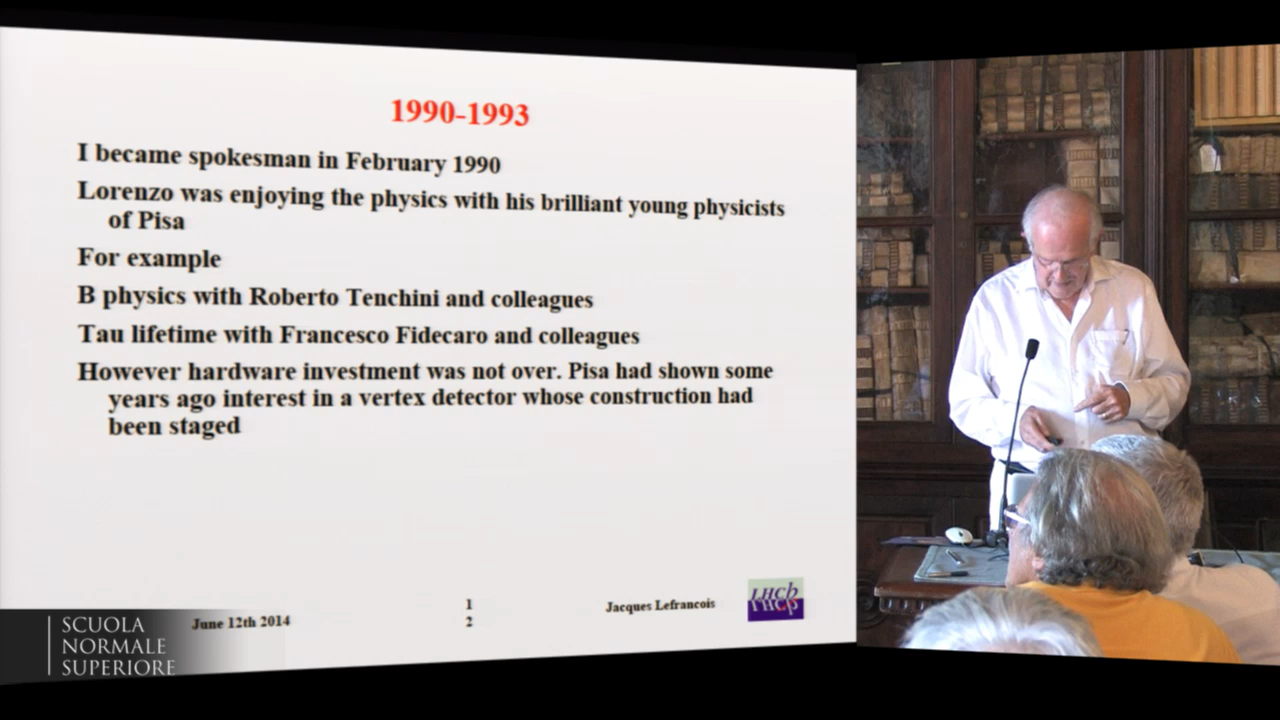 1990-1993
I became spokesman in February 1990
Lorenzo was enjoying the physics with his brilliant young physicists
of Pisa
For example
B physics with Roberto Tenchini and colleagues
Tau lifetime with Francesco Fidecaro and colleagues
However hardware investment was not over. Pisa had shown some
years ago interest in a vertex detector whose construction had
been staged
June 12th 2014
1
2
Jacques Lefrancois
LHCb
LHCp
SCUOLA
NORMALE
SUPERIORE